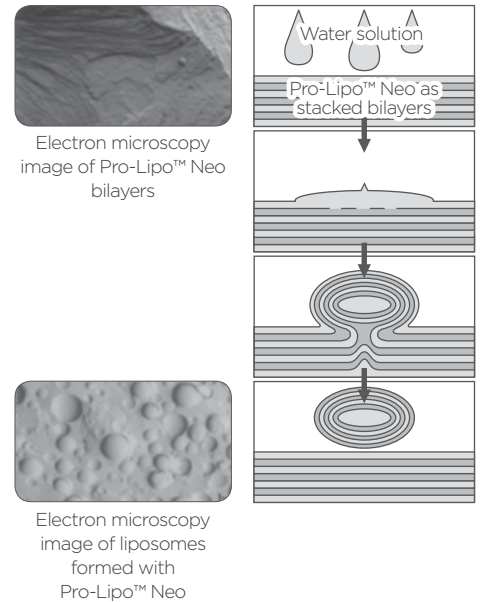 Water solution
Pro-Lipo™ Neo as
stacked bilayers
Electron microscopy
image of Pro-Lipo™ Neo
bilayers
Electron microscopy
image of liposomes
formed with
Pro-Lipo™ Neo